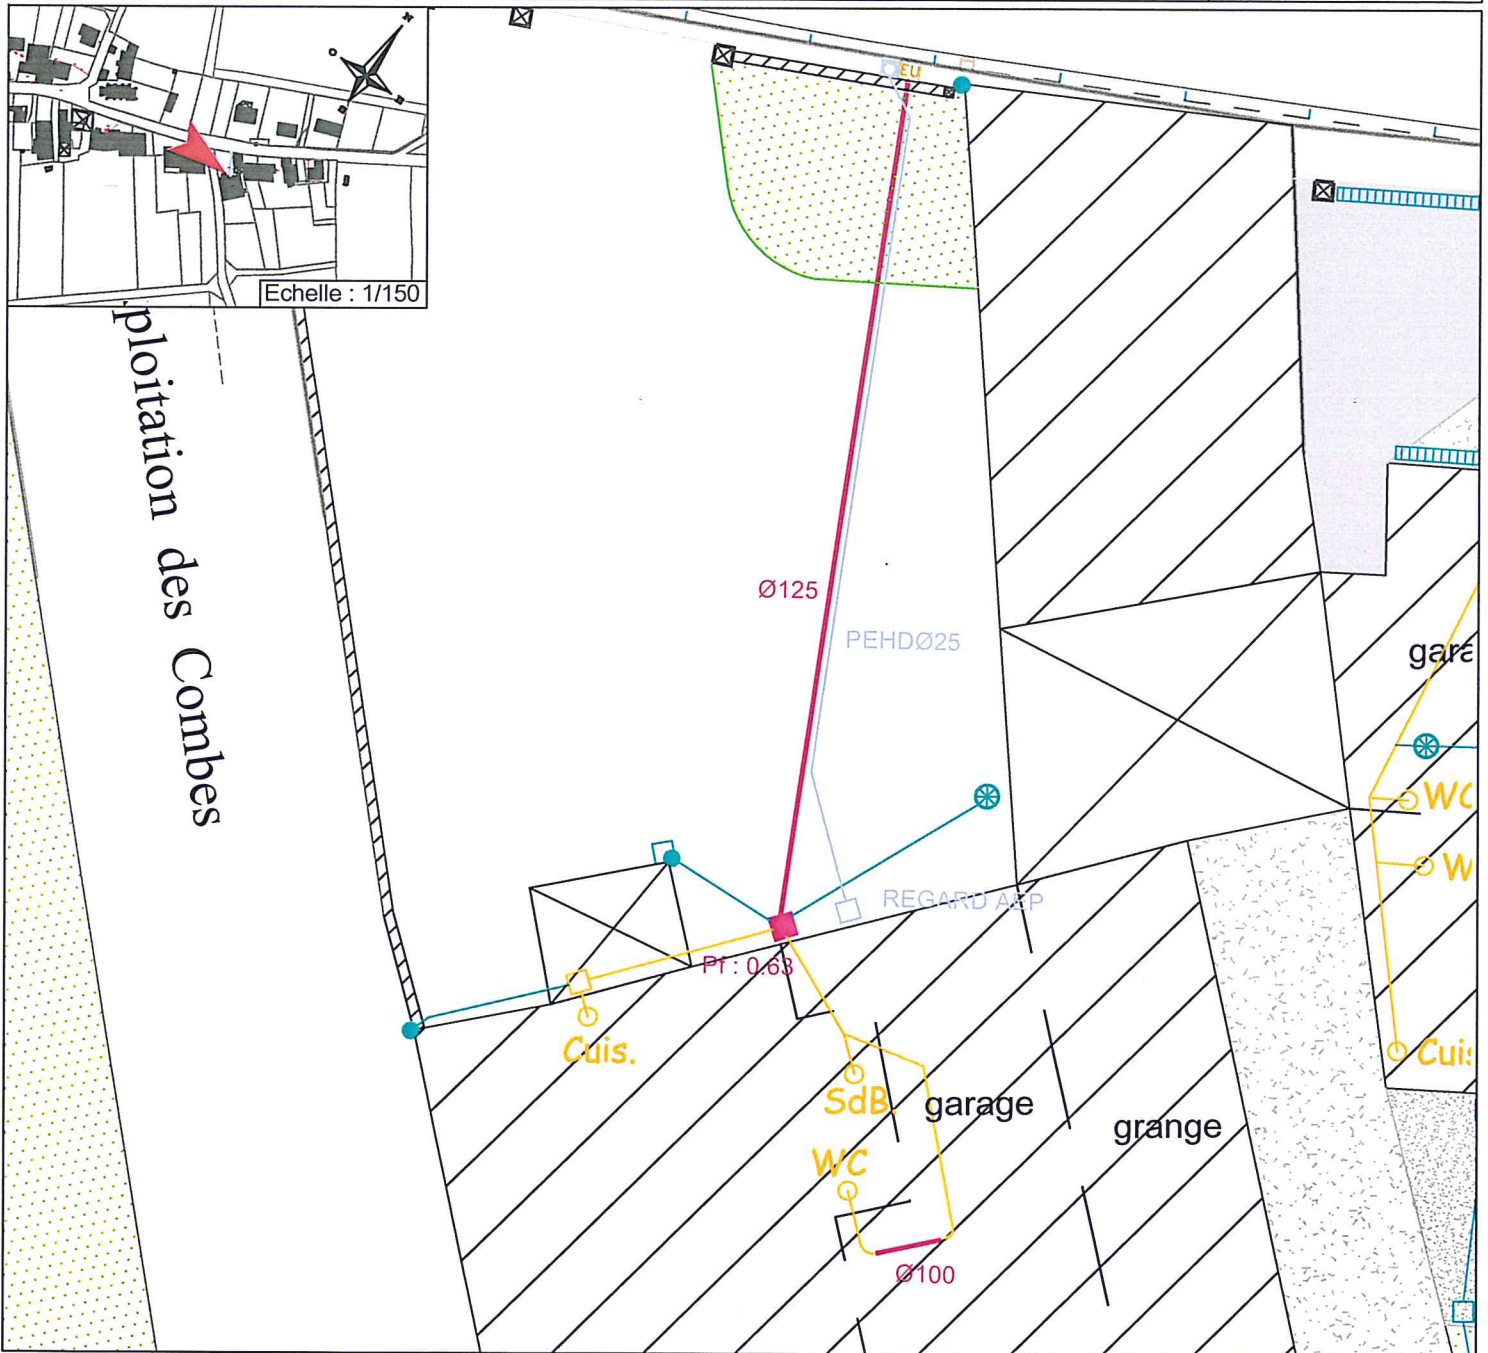 N
O
Echelle : 1/150
EU
ploitation des Combes
Ø125
PEHDØ25
REGARD AEP
Pf : 0.63
Cuis.
SdB.
WC
garage
grange
Ø100
gara
WC
W
Cuis